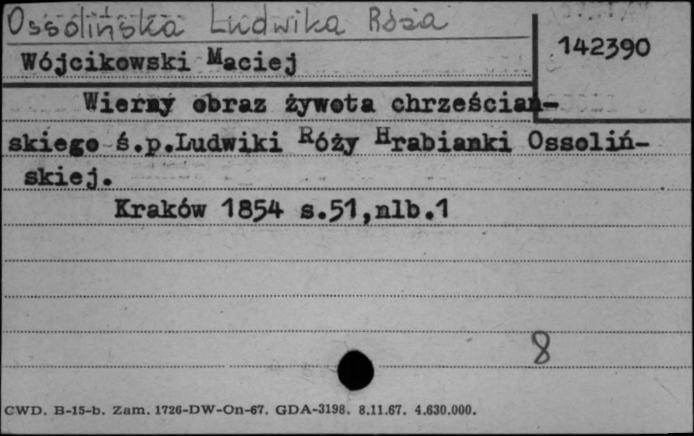 Ossolińska Ludwika Róża
142390
Wójcikowski Maciej
Wierny obraz żywota chrześcian-
skiego ś.p.Ludwiki Róży Hrabianki Ossoliń-
skiej.
Kraków 1854 s.51,nlb.1
8
CWD. B-15-b. Zam. 1726-DW-On-67. GDA-3198. 8.11.67. 4.630.000.